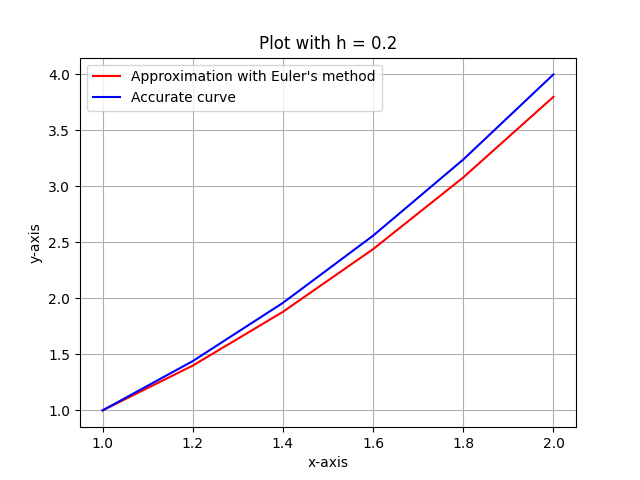 Plot with h = 0.2
Approximation with Euler's method
Accurate curve
4.0
3.5
3.0
2.5
2.0
1.5
1.0
y-axis
1.0 1.2 1.4 1.6 1.8 2.0
x-axis